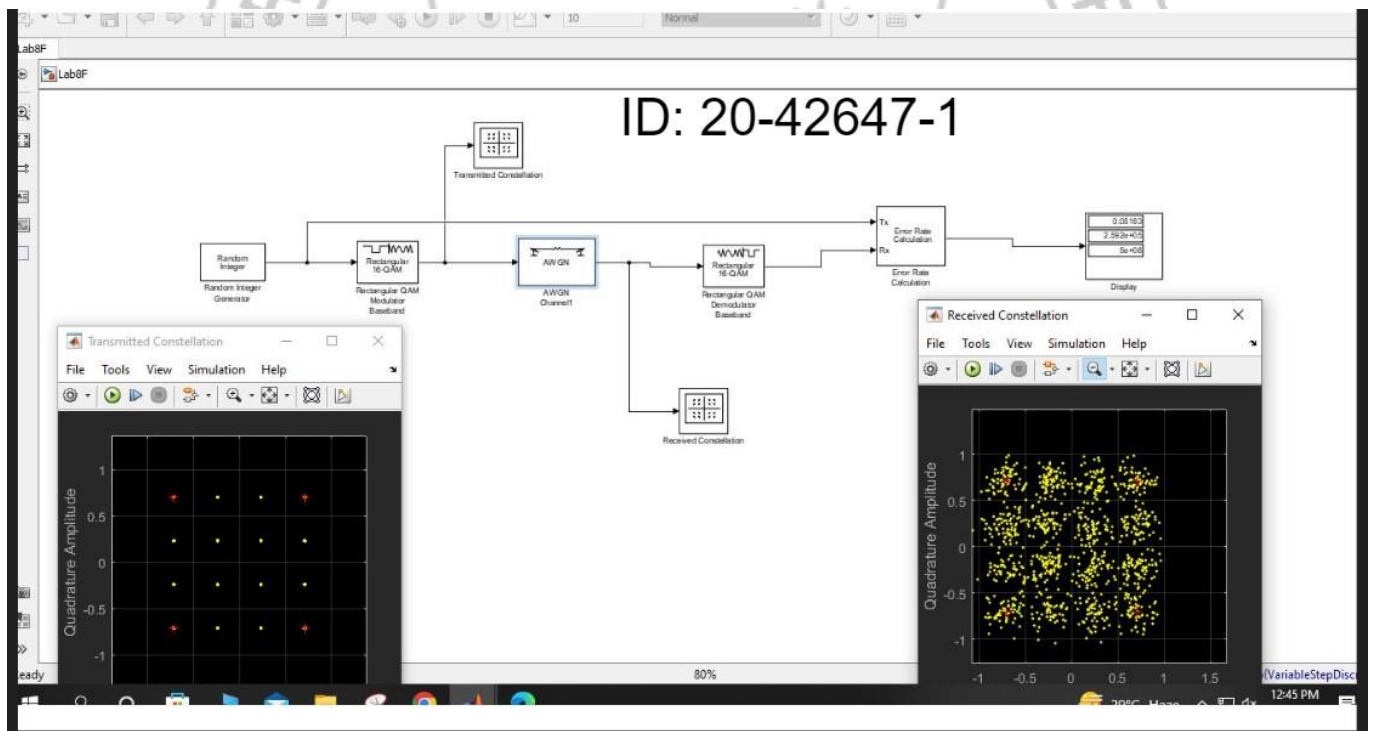 10
Normal
Lab8F
Lab8F
ID: 20-42647-1
Transmitted Constellation
Random
Integer
Random Integer
Generator
Rectangular
16-QAM
Rectangular QAM
Modulator
Baseband
AWGN
AWGN
Channel1
Rectangular
16-QAM
Rectangular QAM
Demodulator
Baseband
Tx
Rx
Error Rate
Calculation
Error Rate
Calculation
0.05183
2.592e+05
5e+06
Display
Received Constellation
Transmitted Constellation
File Tools View Simulation Help
Quadrature Amplitude
1
0.5
0
-0.5
-1
Received Constellation
File Tools View Simulation Help
Quadrature Amplitude
1
0.5
0
-0.5
-1
-1 -0.5 0 0.5 1 1.5
80%
12:45 PM